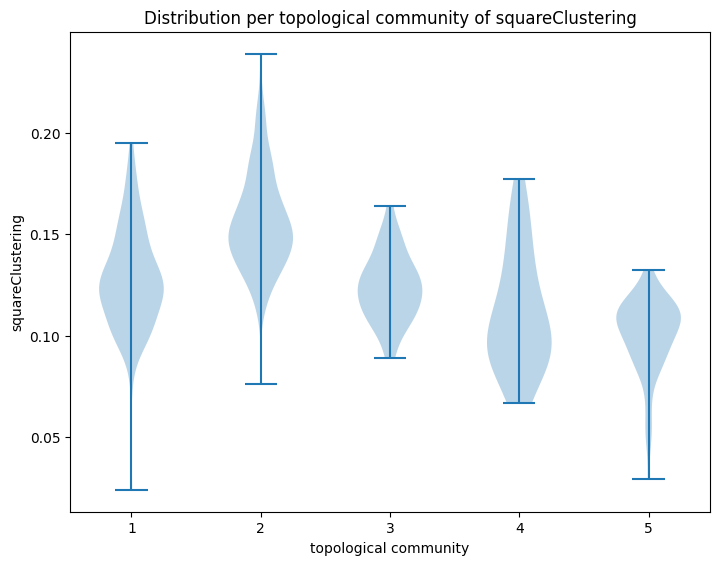 Distribution per topological community of squareClustering
squareClustering
0.20
0.15
0.10
0.05
1 2 3 4 5
topological community